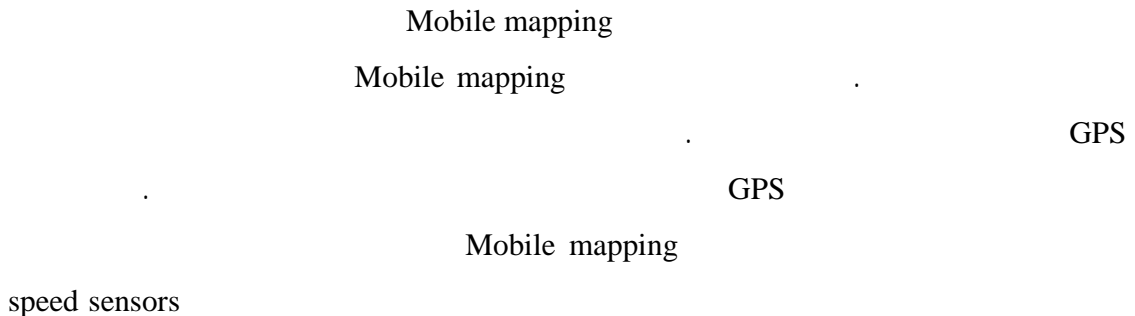 Mobile mapping
Mobile mapping .
. GPS
. GPS
Mobile mapping
speed sensors